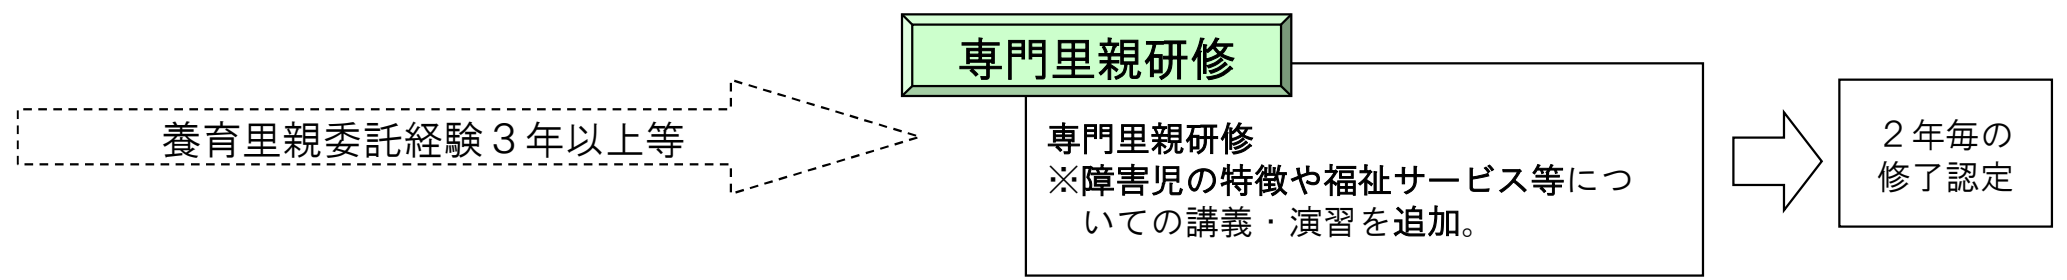 専門里親研修
養育里親委託経験３年以上等
専門里親研修
※障害児の特徴や福祉サービス等につ
いての講義・演習を追加。
２年毎の
修了認定